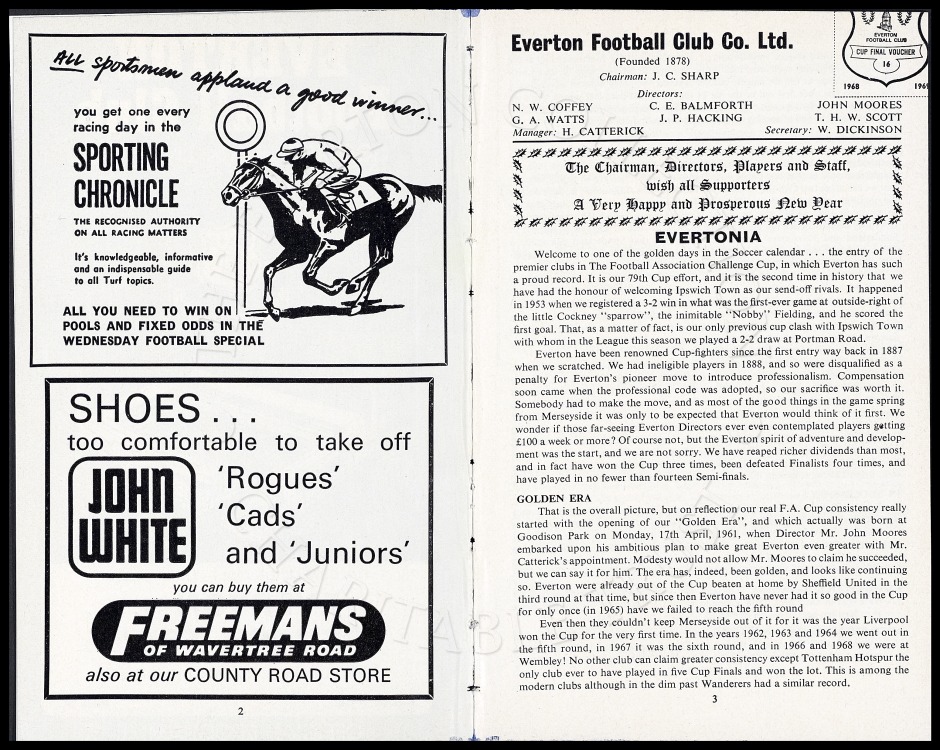 All sportsmen applaud a good winner...
you get one every
racing day in the
SPORTING
CHRONICLE
THE RECOGNISED AUTHORITY
ON ALL RACING MATTERS
It's knowledgeable, informative
and an indispensable guide
to all Turf topics.
1
ALL YOU NEED TO WIN ON
POOLS AND FIXED ODDS IN THE
WEDNESDAY FOOTBALL SPECIAL
SHOES . . .
too comfortable to take off
JOHN
WHITE
'Rogues'
'Cads'
and 'Juniors'
you can buy them at
FREEMANS
OF WAVERTREE ROAD
also at our COUNTY ROAD STORE
2
Everton Football Club Co. Ltd.
(Founded 1878)
Chairman: J. C. SHARP
Directors:
N. W. COFFEY C. E. BALMFORTH JOHN MOORES
G. A. WATTS J. P. HACKING T. H. W. SCOTT
Manager: H. CATTERICK Secretary: W. DICKINSON
EVERTON
FOOTBALL CLUB
CUP FINAL VOUCHER
16
1968 196
The Chairman, Directors, Players and Staff,
wish all Supporters
A Very Happy and Prosperous New Year
EVERTONIA
Welcome to one of the golden days in the Soccer calendar . . . the entry of the
premier clubs in The Football Association Challenge Cup, in which Everton has such
a proud record. It is our 79th Cup effort, and it is the second time in history that we
have had the honour of welcoming Ipswich Town as our send-off rivals. It happened
in 1953 when we registered a 3-2 win in what was the first-ever game at outside-right of
the little Cockney "sparrow", the inimitable "Nobby" Fielding, and he scored the
first goal. That, as a matter of fact, is our only previous cup clash with Ipswich Town
with whom in the League this season we played a 2-2 draw at Portman Road.
Everton have been renowned Cup-fighters since the first entry way back in 1887
when we scratched. We had ineligible players in 1888, and so were disqualified as a
penalty for Everton's pioneer move to introduce professionalism. Compensation
soon came when the professional code was adopted, so our sacrifice was worth it.
Somebody had to make the move, and as most of the good things in the game spring
from Merseyside it was only to be expected that Everton would think of it first. We
wonder if those far-seeing Everton Directors ever even contemplated players getting
£100 a week or more? Of course not, but the Everton spirit of adventure and develop-
ment was the start, and we are not sorry. We have reaped richer dividends than most,
and in fact have won the Cup three times, been defeated Finalists four times, and
have played in no fewer than fourteen Semi-finals.
GOLDEN ERA
That is the overall picture, but on reflection our real F.A. Cup consistency really
started with the opening of our "Golden Era", and which actually was born at
Goodison Park on Monday, 17th April, 1961, when Director Mr. John Moores
embarked upon his ambitious plan to make great Everton even greater with Mr.
Catterick's appointment. Modesty would not allow Mr. Moores to claim he succeeded,
but we can say it for him. The era has, indeed, been golden, and looks like continuing
so. Everton were already out of the Cup beaten at home by Sheffield United in the
third round at that time, but since then Everton have never had it so good in the Cup
for only once (in 1965) have we failed to reach the fifth round
Even then they couldn't keep Merseyside out of it for it was the year Liverpool
won the Cup for the very first time. In the years 1962, 1963 and 1964 we went out in
the fifth round, in 1967 it was the sixth round, and in 1966 and 1968 we were at
Wembley! No other club can claim greater consistency except Tottenham Hotspur the
only club ever to have played in five Cup Finals and won the lot. This is among the
modern clubs although in the dim past Wanderers had a similar record.
3